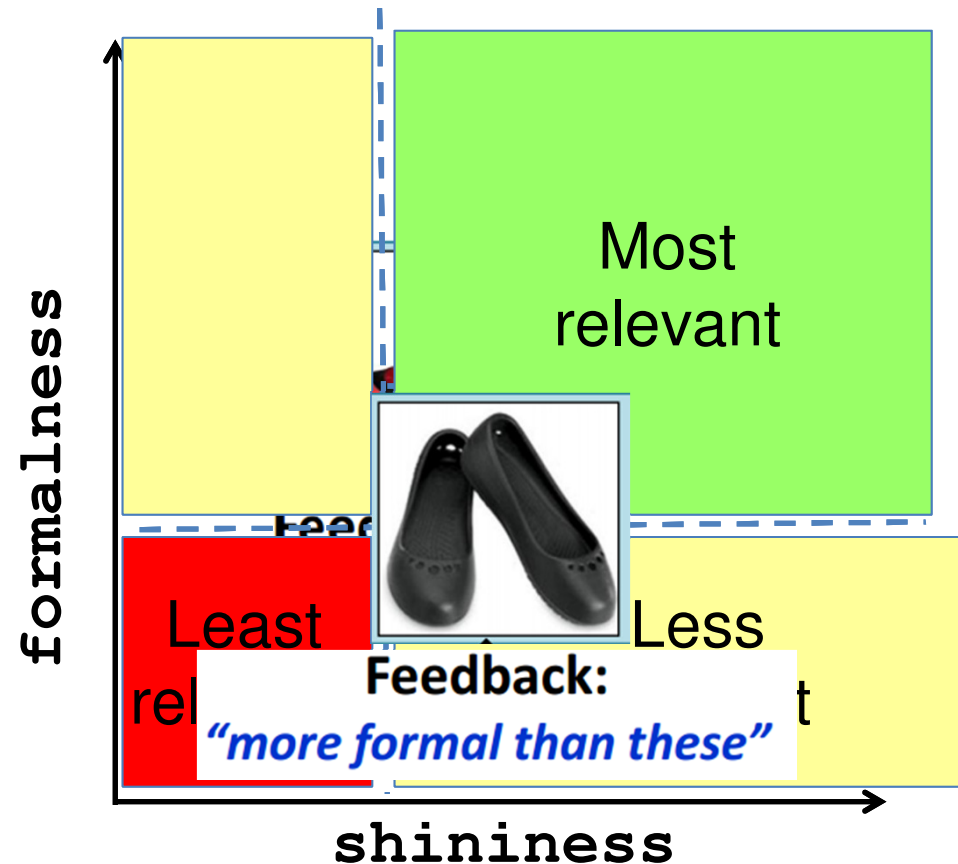 formalness
Most
relevant
Least
Less
Feedback:
“more formal than these”
shininess